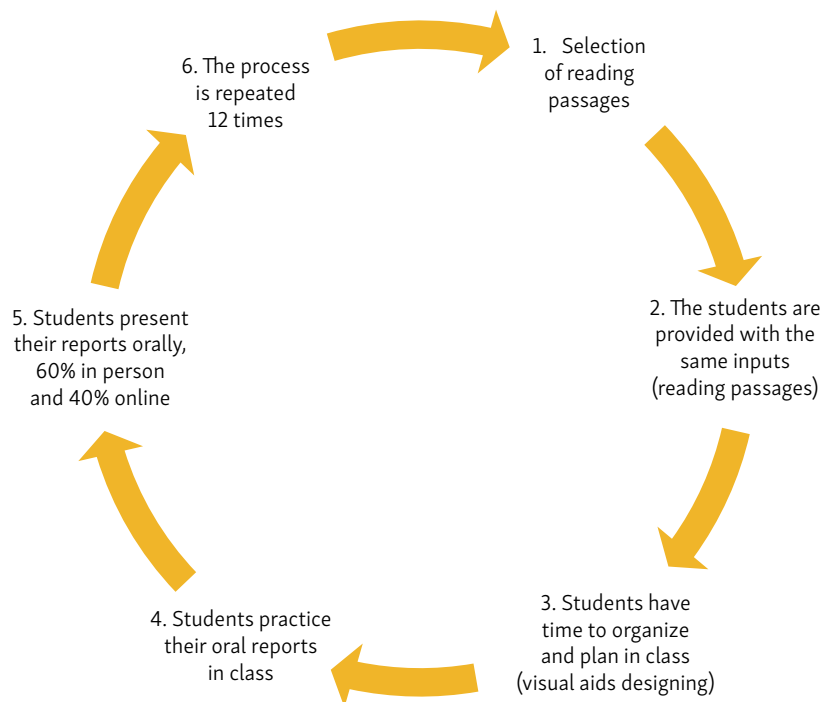 1. Selection
of reading
passages
2. The students are
provided with the
same inputs
(reading passages)
3. Students have
time to organize
and plan in class
(visual aids designing)
4. Students practice
their oral reports
in class
5. Students present
their reports orally,
60% in person
and 40% online
6. The process
is repeated
12 times